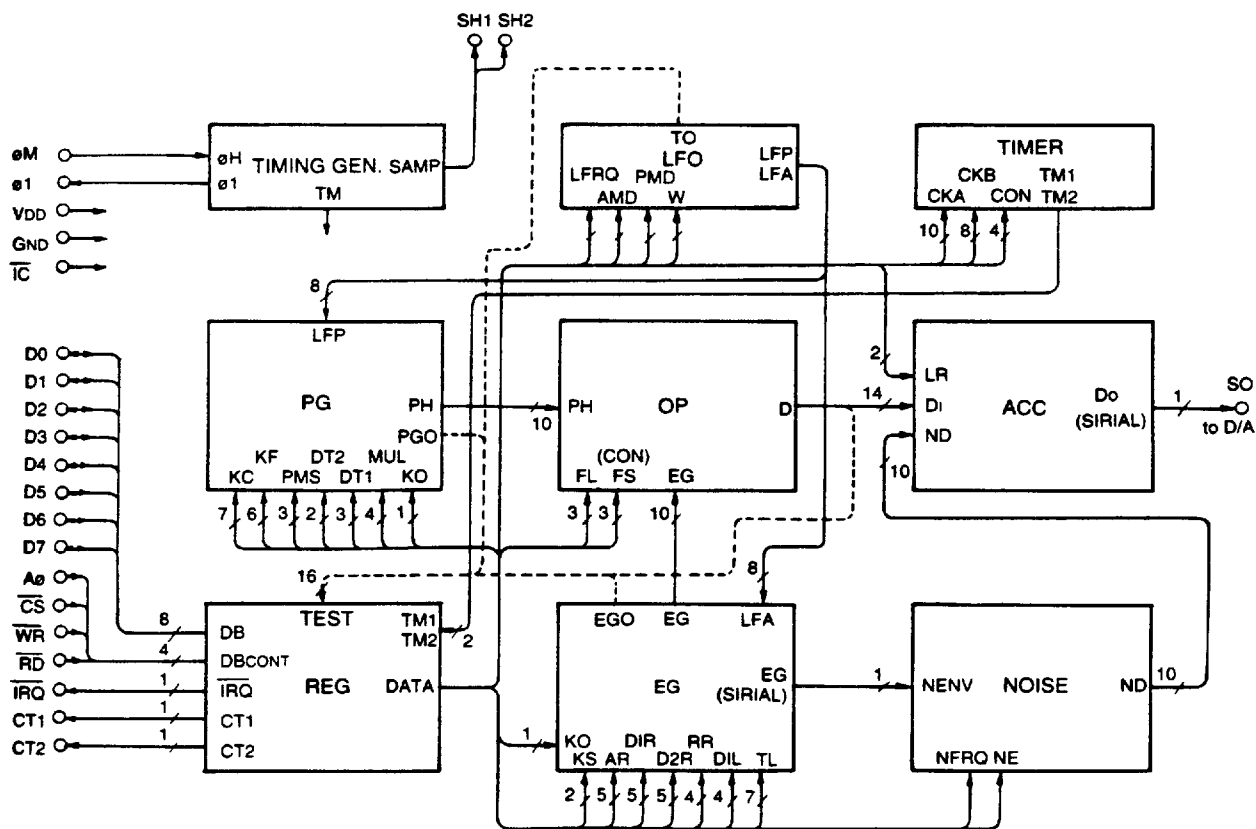 SH1 SH2
øM
ø1
VDD
GND
IC
øH
ø1
TIMING GEN. SAMP
TM
TO
LFO
LFRQ
PMD
AMD
W
LFP
LFA
TIMER
CKB
TM1
CKA
CON
TM2
10
8
4
8
D0
D1
D2
D3
D4
D5
D6
D7
Aø
CS
WR
RD
IRQ
CT1
CT2
LFP
PG
PH
PGO
KF
DT2
MUL
KC
PMS
DT1
KO
7
6
3
2
3
4
1
10
PH
OP
D
(CON)
FL
FS
EG
3
3
10
14
2
LR
DI
ND
ACC
Do
(SIRIAL)
10
1
SO
to D/A
16
8
4
1
1
1
TEST
TM1
TM2
2
DB
DBCONT
IRQ
REG
DATA
CT1
CT2
8
EGO
EG
LFA
EG
EG
(SIRIAL)
1
KO
DIR
RR
KS
AR
D2R
DIL
TL
2
5
5
5
4
4
7
1
NENV
NOISE
ND
10
NFRQ NE